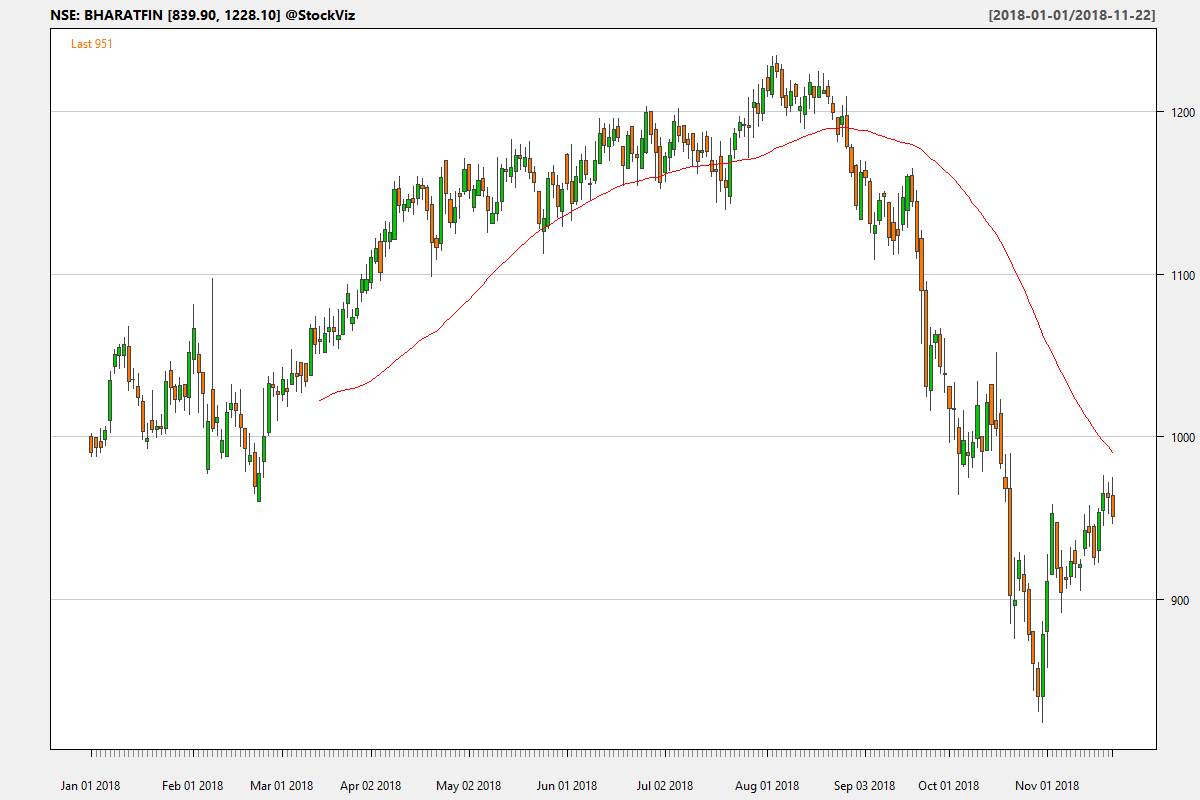 NSE: BHARATFIN [839.90, 1228.10] @StockViz [2018-01-01/2018-11-22]
Last 951
1200
1100
1000
900
Jan 01 2018 Feb 01 2018 Mar 01 2018 Apr 02 2018 May 02 2018 Jun 01 2018 Jul 02 2018 Aug 01 2018 Sep 03 2018 Oct 01 2018 Nov 01 2018